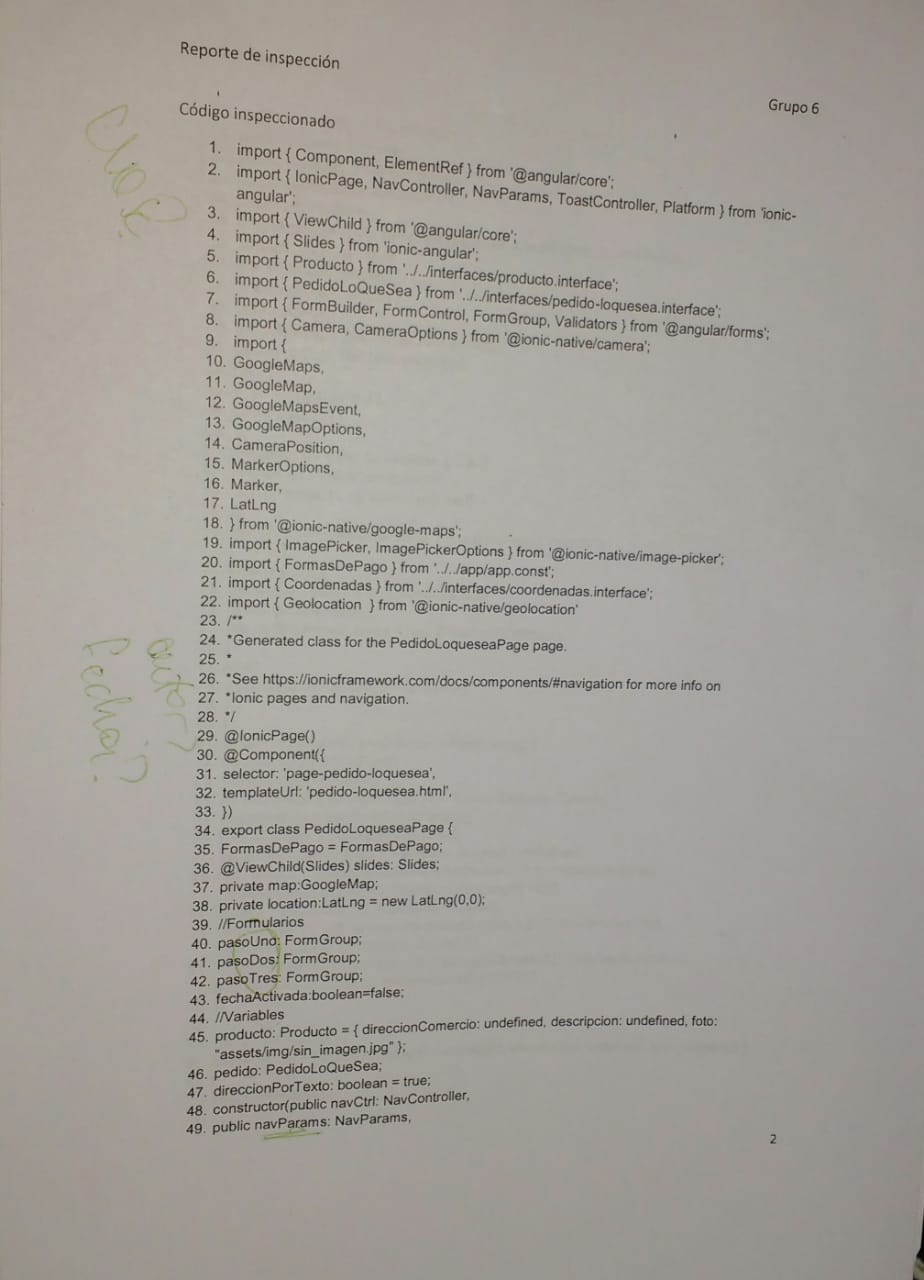 Reporte de inspección
Grupo 6
Código inspeccionado
1. import { Component, ElementRef } from '@angular/core';
2. import { IonicPage, NavController, NavParams, ToastController, Platform } from 'ionic-
angular';
3. import { ViewChild } from '@angular/core';
4. import { Slides } from 'ionic-angular';
5. import { Producto } from '../../interfaces/producto.interface';
6. import { PedidoLoQueSea } from '../../interfaces/pedido-loquesea.interface';
7. import { FormBuilder, FormControl, FormGroup, Validators } from '@angular/forms';
8. import { Camera, CameraOptions } from '@ionic-native/camera';
9. import {
10. GoogleMaps,
11. GoogleMap,
12. GoogleMapsEvent,
13. GoogleMapOptions,
14. CameraPosition,
15. MarkerOptions,
16. Marker,
17. LatLng
18. } from '@ionic-native/google-maps';
19. import { ImagePicker, ImagePickerOptions } from '@ionic-native/image-picker';
20. import { FormasDePago } from '../../app/app.const';
21. import { Coordenadas } from '../../interfaces/coordenadas.interface';
22. import { Geolocation } from '@ionic-native/geolocation'
23. /**
24. *Generated class for the PedidoLoqueseaPage page.
25. *
26. *See https://ionicframework.com/docs/components/#navigation for more info on
27. *Ionic pages and navigation.
28. */
29. @IonicPage()
30. @Component({
31. selector: 'page-pedido-loquesea',
32. templateUrl: 'pedido-loquesea.html',
33. })
34. export class PedidoLoqueseaPage {
35. FormasDePago = FormasDePago;
36. @ViewChild(Slides) slides: Slides;
37. private map:GoogleMap;
38. private location:LatLng = new LatLng(0,0);
39. //Formularios
40. pasoUno: FormGroup;
41. pasoDos: FormGroup;
42. pasoTres: FormGroup;
43. fechaActivada:boolean=false;
44. //Variables
45. producto: Producto = { direccionComercio: undefined, descripcion: undefined, foto:
"assets/img/sin_imagen.jpg" };
46. pedido: PedidoLoQueSea;
47. direccionPorTexto: boolean = true;
48. constructor(public navCtrl: NavController,
49. public navParams: NavParams,
autor?
fecha?
2